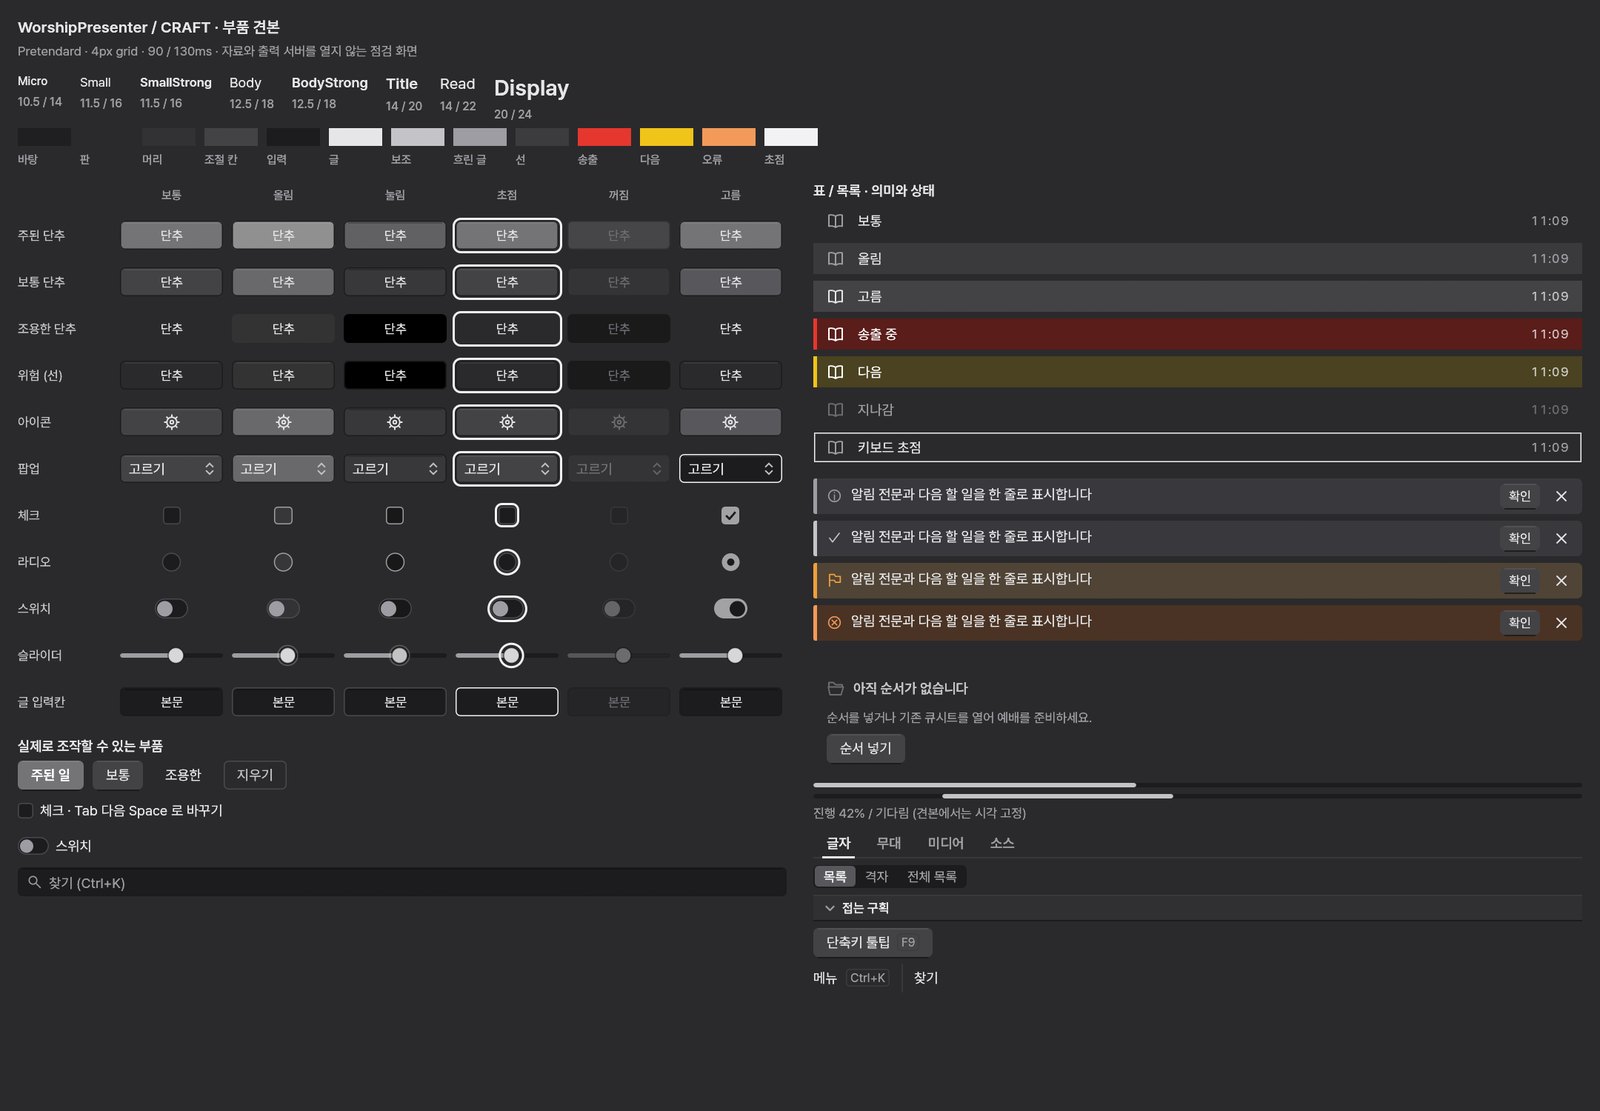 WorshipPresenter / CRAFT · 부품 견본
Pretendard · 4px grid · 90 / 130ms · 자료와 출력 서버를 열지 않는 점검 화면
Micro Small SmallStrong Body BodyStrong Title Read Display
10.5 / 14 11.5 / 16 11.5 / 16 12.5 / 18 12.5 / 18 14 / 20 14 / 22 20 / 24
바탕 판 머리 조절 칸 입력 글 보조 흐린 글 선 송출 다음 오류 초점
보통 올림 눌림 초점 꺼짐 고름
주된 단추 단추 단추 단추 단추 단추 단추
보통 단추 단추 단추 단추 단추 단추 단추
조용한 단추 단추 단추 단추 단추 단추 단추
위험 (선) 단추 단추 단추 단추 단추 단추
아이콘
팝업 고르기 고르기 고르기 고르기 고르기 고르기
체크
라디오
스위치
슬라이더
글 입력칸 본문 본문 본문 본문 본문 본문
실제로 조작할 수 있는 부품
주된 일 보통 조용한 지우기
체크 · Tab 다음 Space 로 바꾸기
스위치
찾기 (Ctrl+K)
표 / 목록 · 의미와 상태
보통 11:09
올림 11:09
고름 11:09
송출 중 11:09
다음 11:09
지나감 11:09
키보드 초점 11:09
알림 전문과 다음 할 일을 한 줄로 표시합니다 확인
알림 전문과 다음 할 일을 한 줄로 표시합니다 확인
알림 전문과 다음 할 일을 한 줄로 표시합니다 확인
알림 전문과 다음 할 일을 한 줄로 표시합니다 확인
아직 순서가 없습니다
순서를 넣거나 기존 큐시트를 열어 예배를 준비하세요.
순서 넣기
진행 42% / 기다림 (견본에서는 시각 고정)
글자 무대 미디어 소스
목록 격자 전체 목록
접는 구획
단축키 툴팁 F9
메뉴 Ctrl+K 찾기